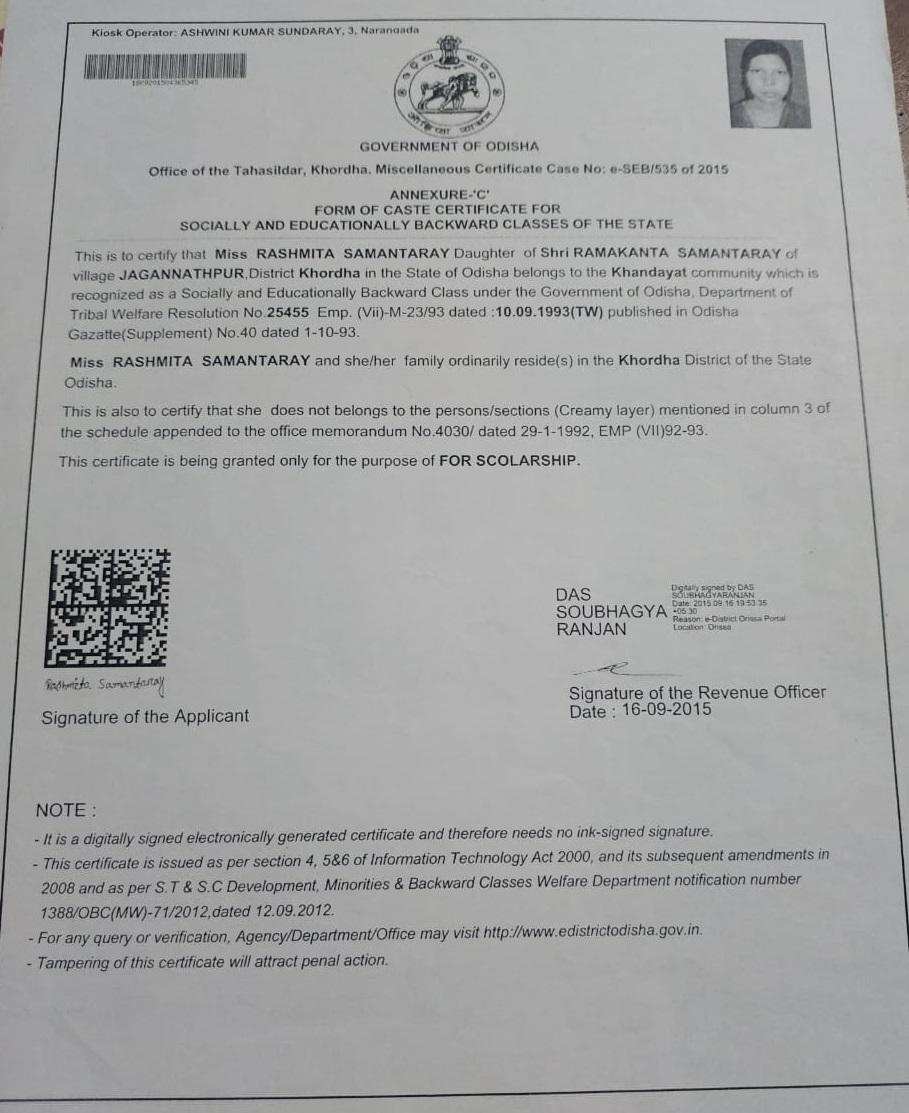 Kiosk Operator: ASHWINI KUMAR SUNDARAY, 3, Narangada
GOVERNMENT OF ODISHA
Office of the Tahasildar, Khordha. Miscellaneous Certificate Case No: e-SEB/535 of 2015
ANNEXURE-'C'
FORM OF CASTE CERTIFICATE FOR
SOCIALLY AND EDUCATIONALLY BACKWARD CLASSES OF THE STATE
This is to certify that Miss RASHMITA SAMANTARAY Daughter of Shri RAMAKANTA SAMANTARAY of
village JAGANNATHPUR,District Khordha in the State of Odisha belongs to the Khandayat community which is
recognized as a Socially and Educationally Backward Class under the Government of Odisha, Department of
Tribal Welfare Resolution No.25455 Emp. (Vii)-M-23/93 dated :10.09.1993(TW) published in Odisha
Gazatte(Supplement) No.40 dated 1-10-93.
Miss RASHMITA SAMANTARAY and she/her family ordinarily reside(s) in the Khordha District of the State
Odisha.
This is also to certify that she does not belongs to the persons/sections (Creamy layer) mentioned in column 3 of
the schedule appended to the office memorandum No.4030/ dated 29-1-1992, EMP (VII)92-93.
This certificate is being granted only for the purpose of FOR SCOLARSHIP.
DAS
SOUBHAGYA
RANJAN
Digitally signed by DAS
SOUBHAGYARANJAN
Date: 2015.09.16 19:53:35
+05:30
Reason: e-District Orissa Portal
Location: Orissa
Rashmita Samantaray
Signature of the Applicant
Signature of the Revenue Officer
Date : 16-09-2015
NOTE :
- It is a digitally signed electronically generated certificate and therefore needs no ink-signed signature.
- This certificate is issued as per section 4, 5&6 of Information Technology Act 2000, and its subsequent amendments in
2008 and as per S.T & S.C Development, Minorities & Backward Classes Welfare Department notification number
1388/OBC(MW)-71/2012,dated 12.09.2012.
- For any query or verification, Agency/Department/Office may visit http://www.edistrictodisha.gov.in.
- Tampering of this certificate will attract penal action.